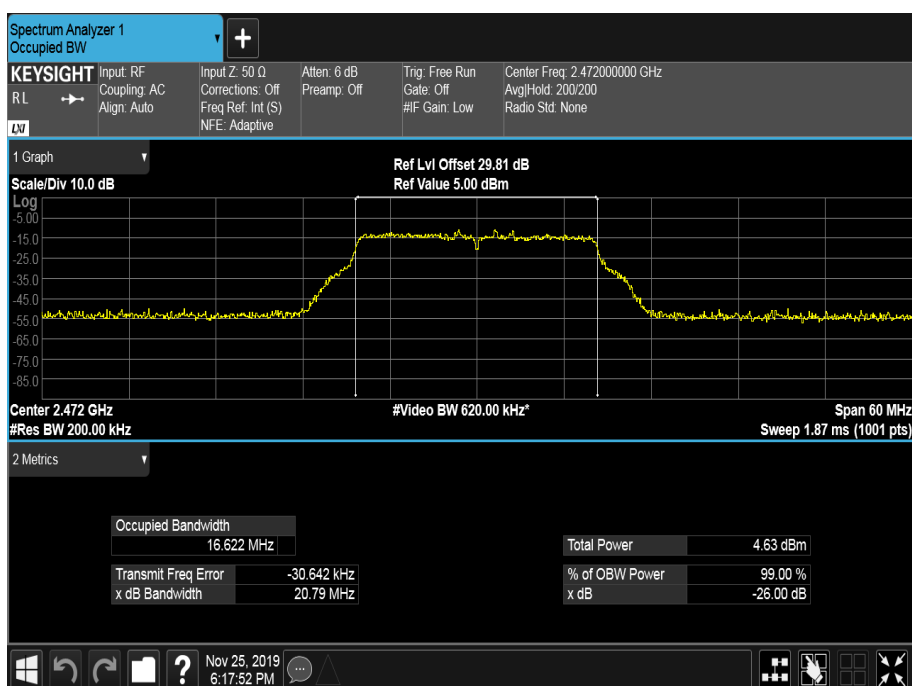 Spectrum Analyzer 1
Occupied BW
+
KEYSIGHT
R L
LXI
Input: RF
Coupling: AC
Align: Auto
Input Z: 50 Ω
Corrections: Off
Freq Ref: Int (S)
NFE: Adaptive
Atten: 6 dB
Preamp: Off
Trig: Free Run
Gate: Off
#IF Gain: Low
Center Freq: 2.472000000 GHz
Avg|Hold: 200/200
Radio Std: None
1 Graph
Scale/Div 10.0 dB
Ref Lvl Offset 29.81 dB
Ref Value 5.00 dBm
Log
-5.00
-15.0
-25.0
-35.0
-45.0
-55.0
-65.0
-75.0
-85.0
Center 2.472 GHz
#Video BW 620.00 kHz*
Span 60 MHz
#Res BW 200.00 kHz
Sweep 1.87 ms (1001 pts)
2 Metrics
Occupied Bandwidth
16.622 MHz
Total Power 4.63 dBm
Transmit Freq Error -30.642 kHz
% of OBW Power 99.00 %
x dB Bandwidth 20.79 MHz
x dB -26.00 dB
?
Nov 25, 2019
6:17:52 PM
...